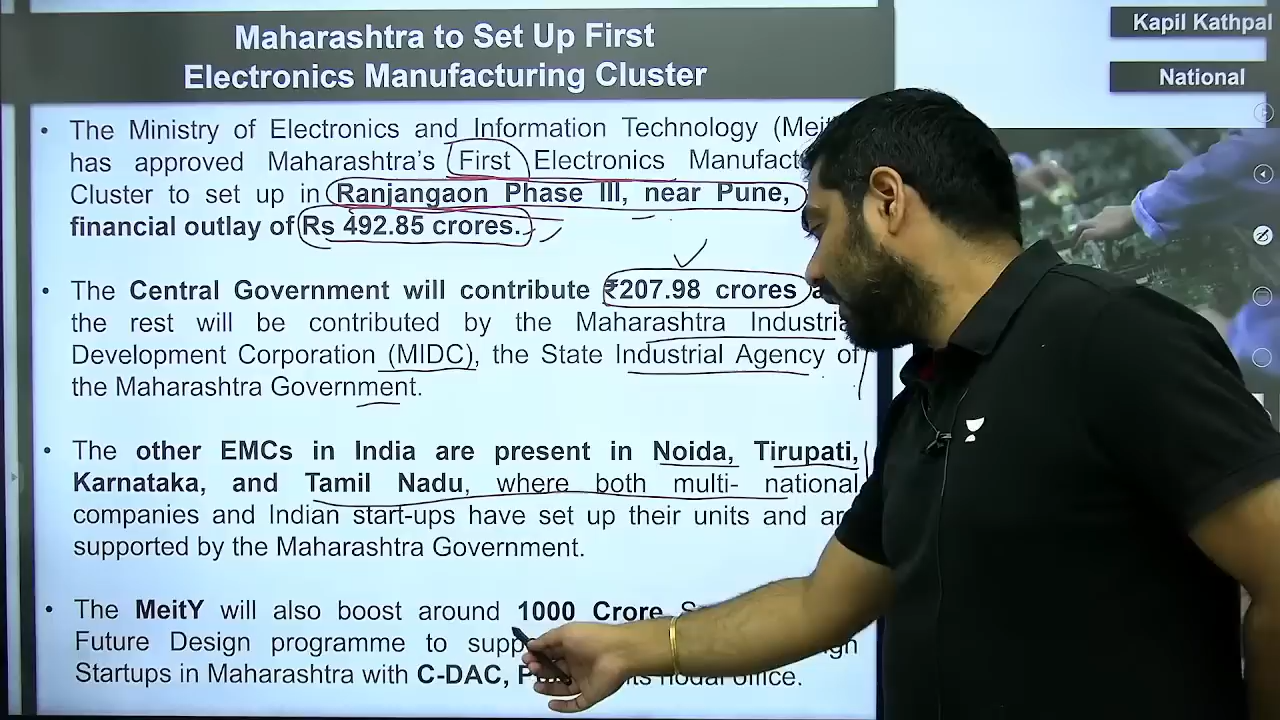 Maharashtra to Set Up First
Electronics Manufacturing Cluster
Kapil Kathpal
National
• The Ministry of Electronics and Information Technology
has approved Maharashtra's First Electronics
Cluster to set up in Ranjangaon Phase III, near Pune,
financial outlay of Rs 492.85 crores.
• The Central Government will contribute ₹207.98 crores
the rest will be contributed by the Maharashtra
Development Corporation (MIDC), the State Industrial Agency of
the Maharashtra Government.
• The other EMCs in India are present in Noida, Tirupati,
Karnataka, and Tamil Nadu, where both multi- national
companies and Indian start-ups have set up their units and
supported by the Maharashtra Government.
• The MeitY will also boost around 1000 Crore
Future Design programme to
Startups in Maharashtra with C-DAC, nodal office.